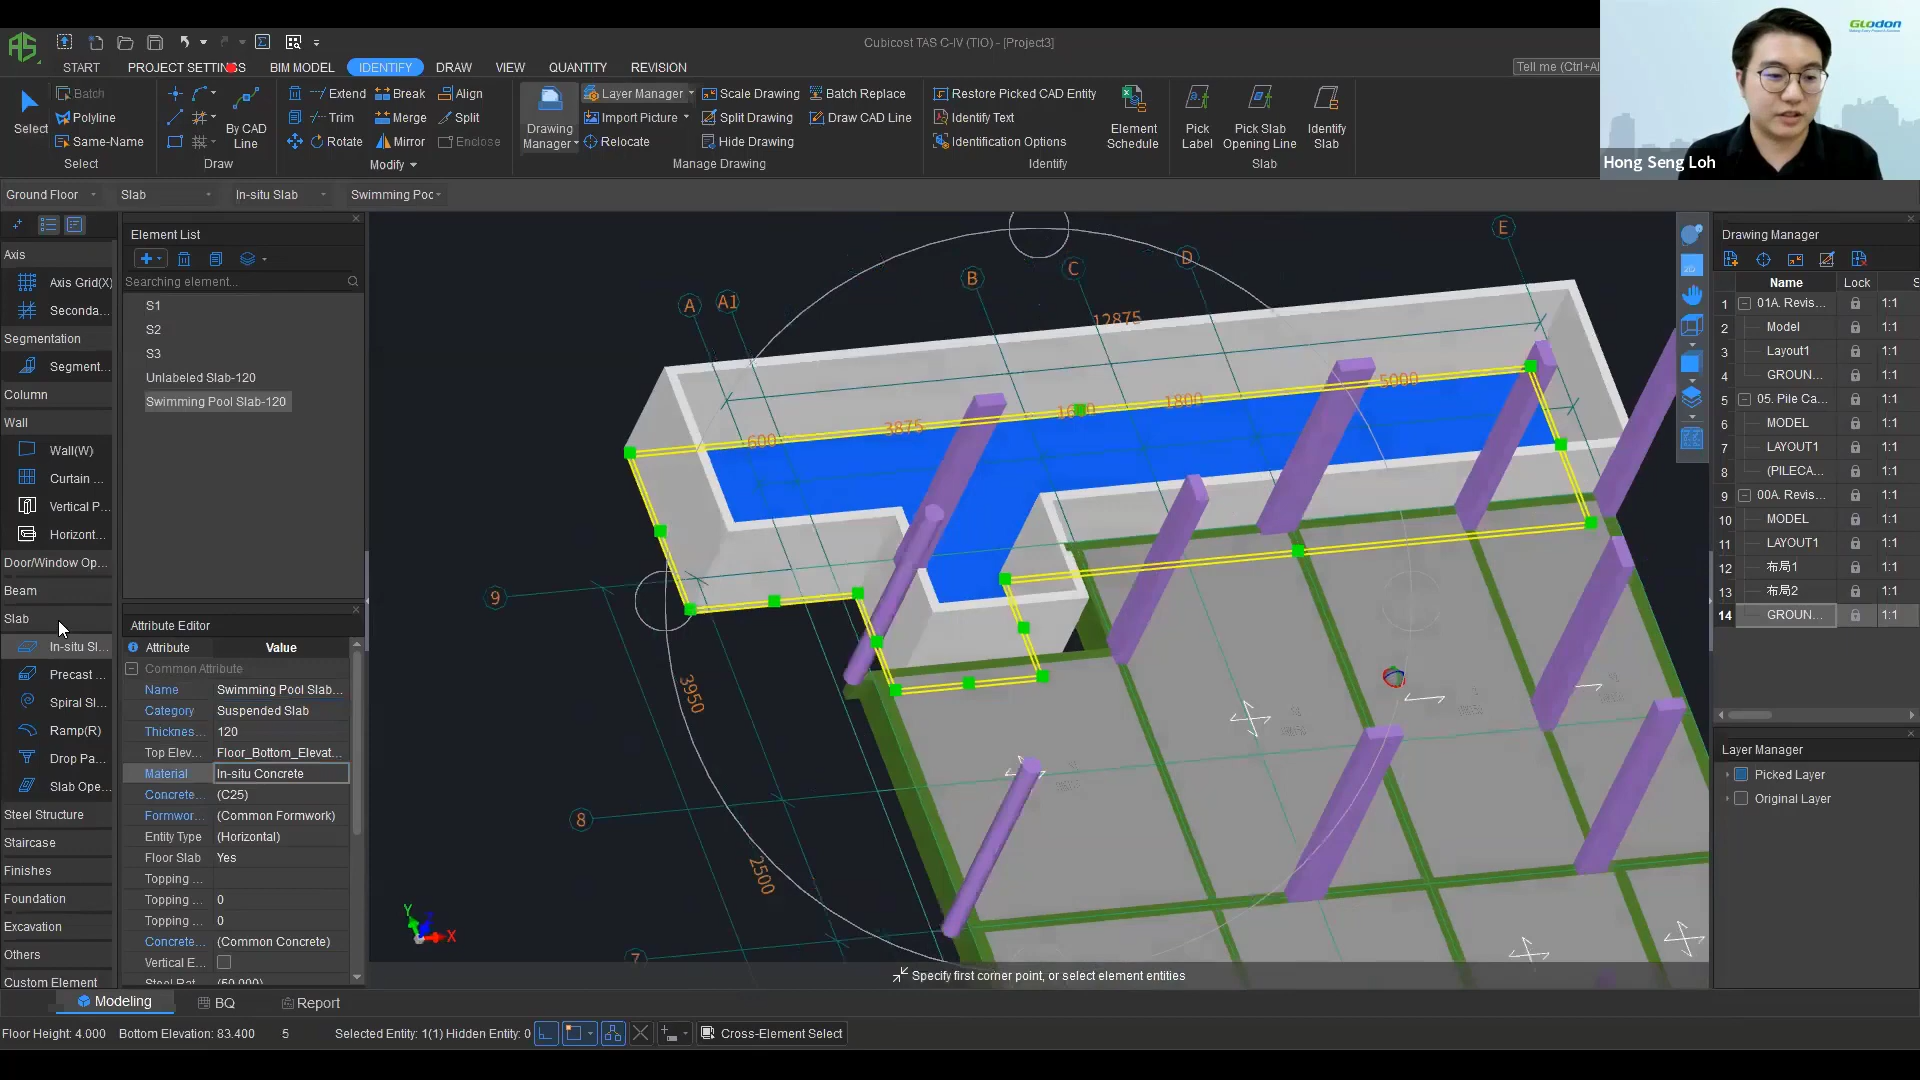 Cubicost TAS C-IV (TIO) - [Project3]
START
PROJECT SETTINGS
BIM MODEL
IDENTIFY
DRAW
VIEW
QUANTITY
REVISION
Tell me (Ctrl+Al
GLODON
Hong Seng Loh
Select
Batch
Polyline
Same-Name
Select
By CAD
Line
Draw
Extend
Break
Align
Trim
Merge
Split
Rotate
Mirror
Enclose
Modify
Drawing
Manager
Layer Manager
Scale Drawing
Batch Replace
Import Picture
Split Drawing
Draw CAD Line
Relocate
Hide Drawing
Manage Drawing
Restore Picked CAD Entity
Identify Text
Identification Options
Element
Schedule
Identify
Pick
Label
Pick Slab
Opening Line
Identify
Slab
Slab
Ground Floor
Slab
In-situ Slab
Swimming Poc
Axis
Axis Grid(X)
Seconda...
Segmentation
Segment...
Column
Wall
Wall(W)
Curtain ...
Vertical P...
Horizont...
Door/Window Op...
Beam
Slab
In-situ Sl...
Precast ...
Spiral Sl...
Ramp(R)
Drop Pa...
Slab Ope...
Steel Structure
Staircase
Finishes
Foundation
Excavation
Others
Custom Element
Element List
Searching element...
S1
S2
S3
Unlabeled Slab-120
Swimming Pool Slab-120
Attribute Editor
Attribute Value
Common Attribute
Name Swimming Pool Slab...
Category Suspended Slab
Thicknes... 120
Top Elev... Floor_Bottom_Elevat...
Material In-situ Concrete
Concrete... (C25)
Formwor... (Common Formwork)
Entity Type (Horizontal)
Floor Slab Yes
Topping ...
Topping ... 0
Topping ... 0
Concrete... (Common Concrete)
Vertical E...
Steel Rat... (50.000)
A
A1
B
C
D
E
12875
600
3875
1600
1800
5000
9
3950
8
2500
7
Y
X
Specify first corner point, or select element entities
Drawing Manager
Name Lock S
1 01A. Revis... 1:1
2 Model 1:1
3 Layout1 1:1
4 GROUN... 1:1
5 05. Pile Ca... 1:1
6 MODEL 1:1
7 LAYOUT1 1:1
8 (PILECA... 1:1
9 00A. Revis... 1:1
10 MODEL 1:1
11 LAYOUT1 1:1
12 布局1 1:1
13 布局2 1:1
14 GROUN... 1:1
Layer Manager
Picked Layer
Original Layer
Modeling
BQ
Report
Floor Height: 4.000
Bottom Elevation: 83.400
5
Selected Entity: 1(1) Hidden Entity: 0
Cross-Element Select